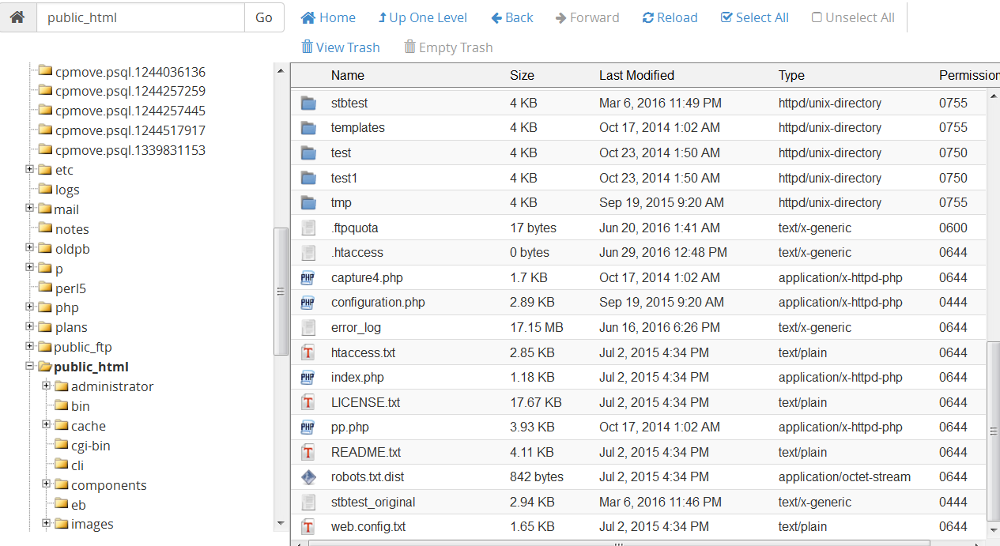 public_html Go Home Up One Level Back Forward Reload Select All Unselect All
View Trash Empty Trash
cpmove.psql.1244036136
cpmove.psql.1244257259
cpmove.psql.1244257445
cpmove.psql.1244517917
cpmove.psql.1339831153
etc
logs
mail
notes
oldpb
p
perl5
php
plans
public_ftp
public_html
administrator
bin
cache
cgi-bin
cli
components
eb
images
Name Size Last Modified Type Permission
stbtest 4 KB Mar 6, 2016 11:49 PM httpd/unix-directory 0755
templates 4 KB Oct 17, 2014 1:02 AM httpd/unix-directory 0755
test 4 KB Oct 23, 2014 1:50 AM httpd/unix-directory 0750
test1 4 KB Oct 23, 2014 1:50 AM httpd/unix-directory 0750
tmp 4 KB Sep 19, 2015 9:20 AM httpd/unix-directory 0755
.ftpquota 17 bytes Jun 20, 2016 1:41 AM text/x-generic 0600
.htaccess 0 bytes Jun 29, 2016 12:48 PM text/x-generic 0644
PHP capture4.php 1.7 KB Oct 17, 2014 1:02 AM application/x-httpd-php 0644
PHP configuration.php 2.89 KB Sep 19, 2015 9:20 AM application/x-httpd-php 0444
error_log 17.15 MB Jun 16, 2016 6:26 PM text/x-generic 0644
T htaccess.txt 2.85 KB Jul 2, 2015 4:34 PM text/plain 0644
PHP index.php 1.18 KB Jul 2, 2015 4:34 PM application/x-httpd-php 0644
T LICENSE.txt 17.67 KB Jul 2, 2015 4:34 PM text/plain 0644
PHP pp.php 3.93 KB Oct 17, 2014 1:02 AM application/x-httpd-php 0644
T README.txt 4.11 KB Jul 2, 2015 4:34 PM text/plain 0644
robots.txt.dist 842 bytes Jul 2, 2015 4:34 PM application/octet-stream 0644
stbtest_original 2.94 KB Mar 6, 2016 11:46 PM text/x-generic 0444
T web.config.txt 1.65 KB Jul 2, 2015 4:34 PM text/plain 0644